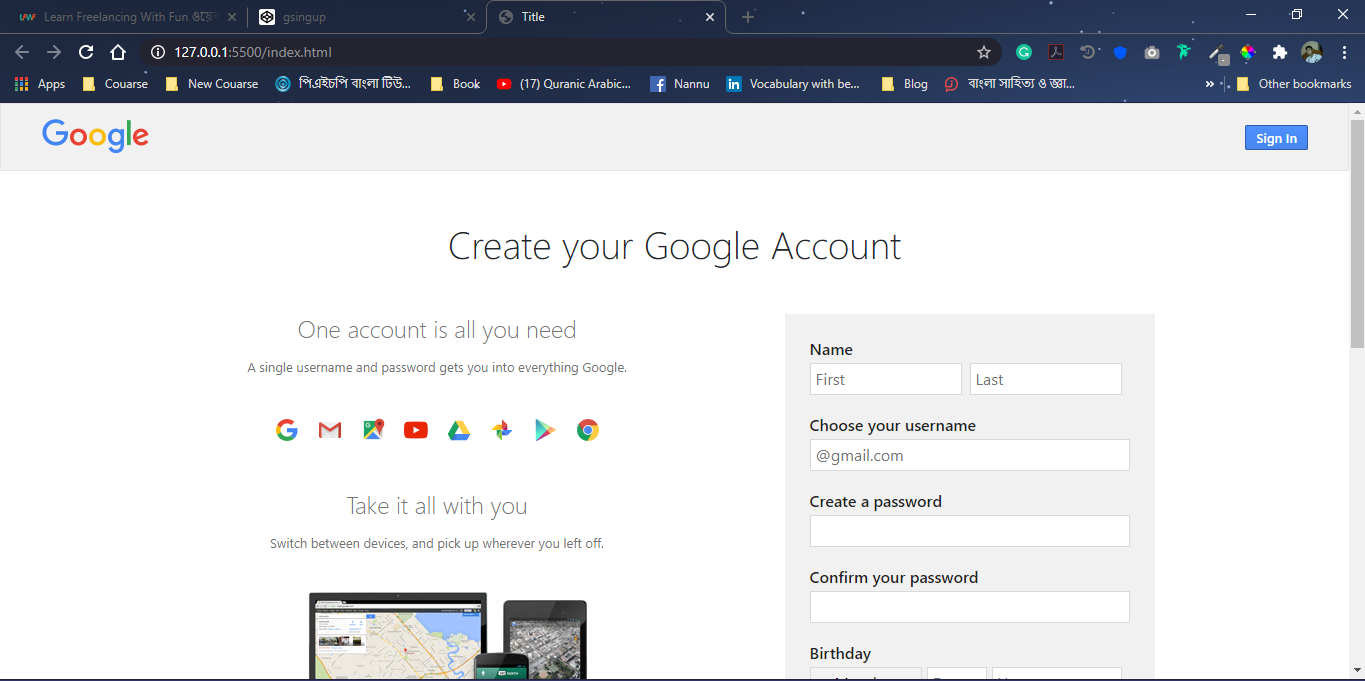 Learn Freelancing With Fun
gsingup
Title
127.0.0.1:5500/index.html
Apps
Couarse
New Couarse
পিএইচপি বাংলা টিউ...
Book
(17) Quranic Arabic...
Nannu
Vocabulary with be...
Blog
বাংলা সাহিত্য ও জ্ঞা...
»
Other bookmarks
Google
Sign In
Create your Google Account
One account is all you need
A single username and password gets you into everything Google.
Take it all with you
Switch between devices, and pick up wherever you left off.
Name
First
Last
Choose your username
@gmail.com
Create a password
Confirm your password
Birthday